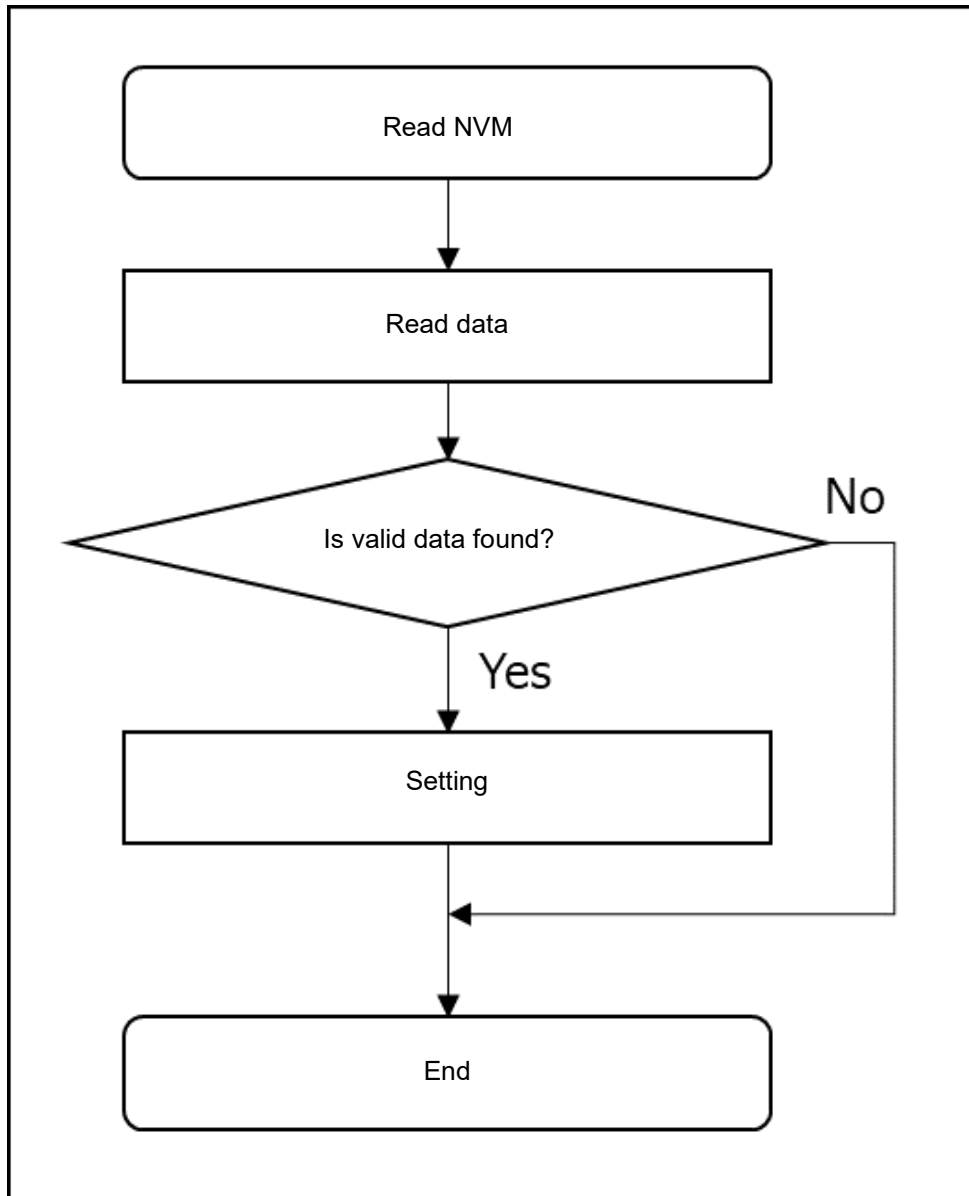 Read NVM
Read data
Is valid data found?
No
Yes
Setting
End